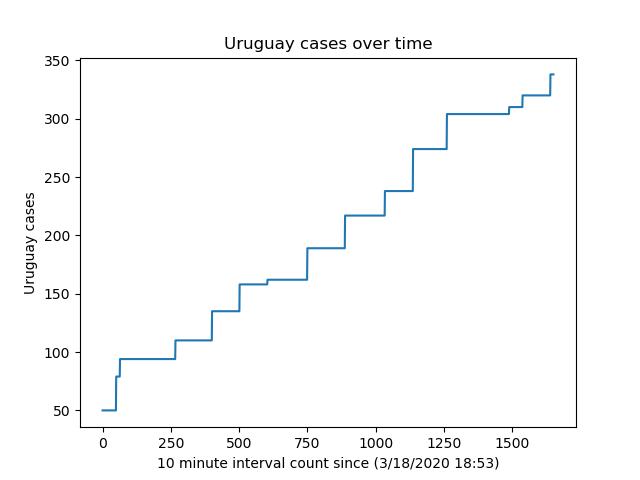 Uruguay cases over time
350
300
250
200
150
100
50
Uruguay cases
0 250 500 750 1000 1250 1500
10 minute interval count since (3/18/2020 18:53)